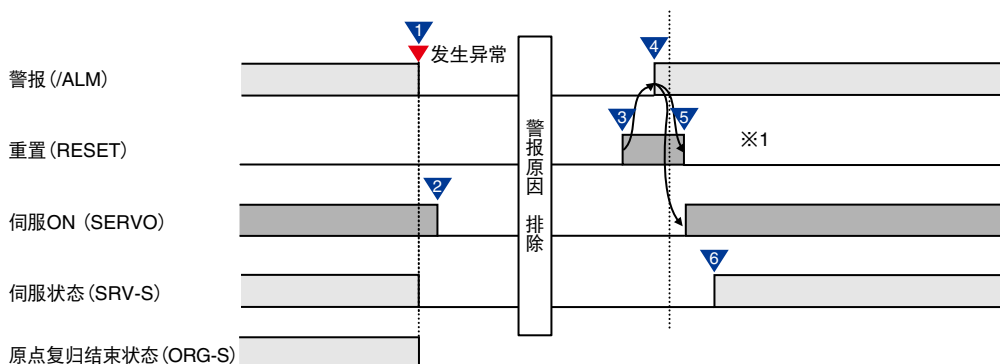 1
发生异常
4
警报（/ALM）
3
5
重置（RESET）
※1
警报原因 排除
2
伺服ON（SERVO）
6
伺服状态（SRV-S）
原点复归结束状态（ORG-S）